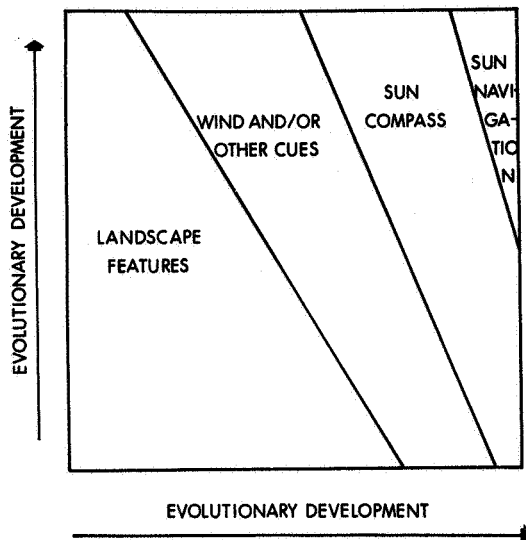 SUN
NAVI-
GA-
TIO
N
SUN
COMPASS
WIND AND/OR
OTHER CUES
LANDSCAPE
FEATURES
EVOLUTIONARY DEVELOPMENT
EVOLUTIONARY DEVELOPMENT